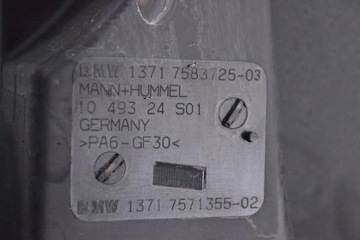 BMW 1371 7583725-03
MANN+HUMMEL
10 493 24 S01
GERMANY
>PA6-GF30<
BMW 1371 7571355-02